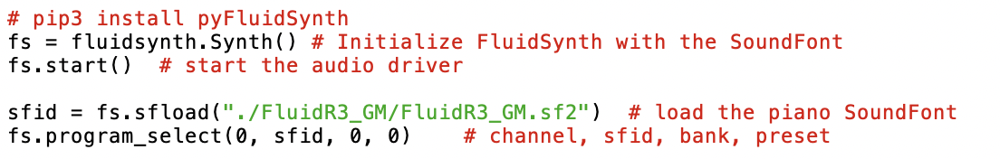 # pip3 install pyFluidSynth
fs = fluidsynth.Synth() # Initialize FluidSynth with the SoundFont
fs.start()  # start the audio driver

sfid = fs.sfload("./FluidR3_GM/FluidR3_GM.sf2")  # load the piano SoundFont
fs.program_select(0, sfid, 0, 0)    # channel, sfid, bank, preset